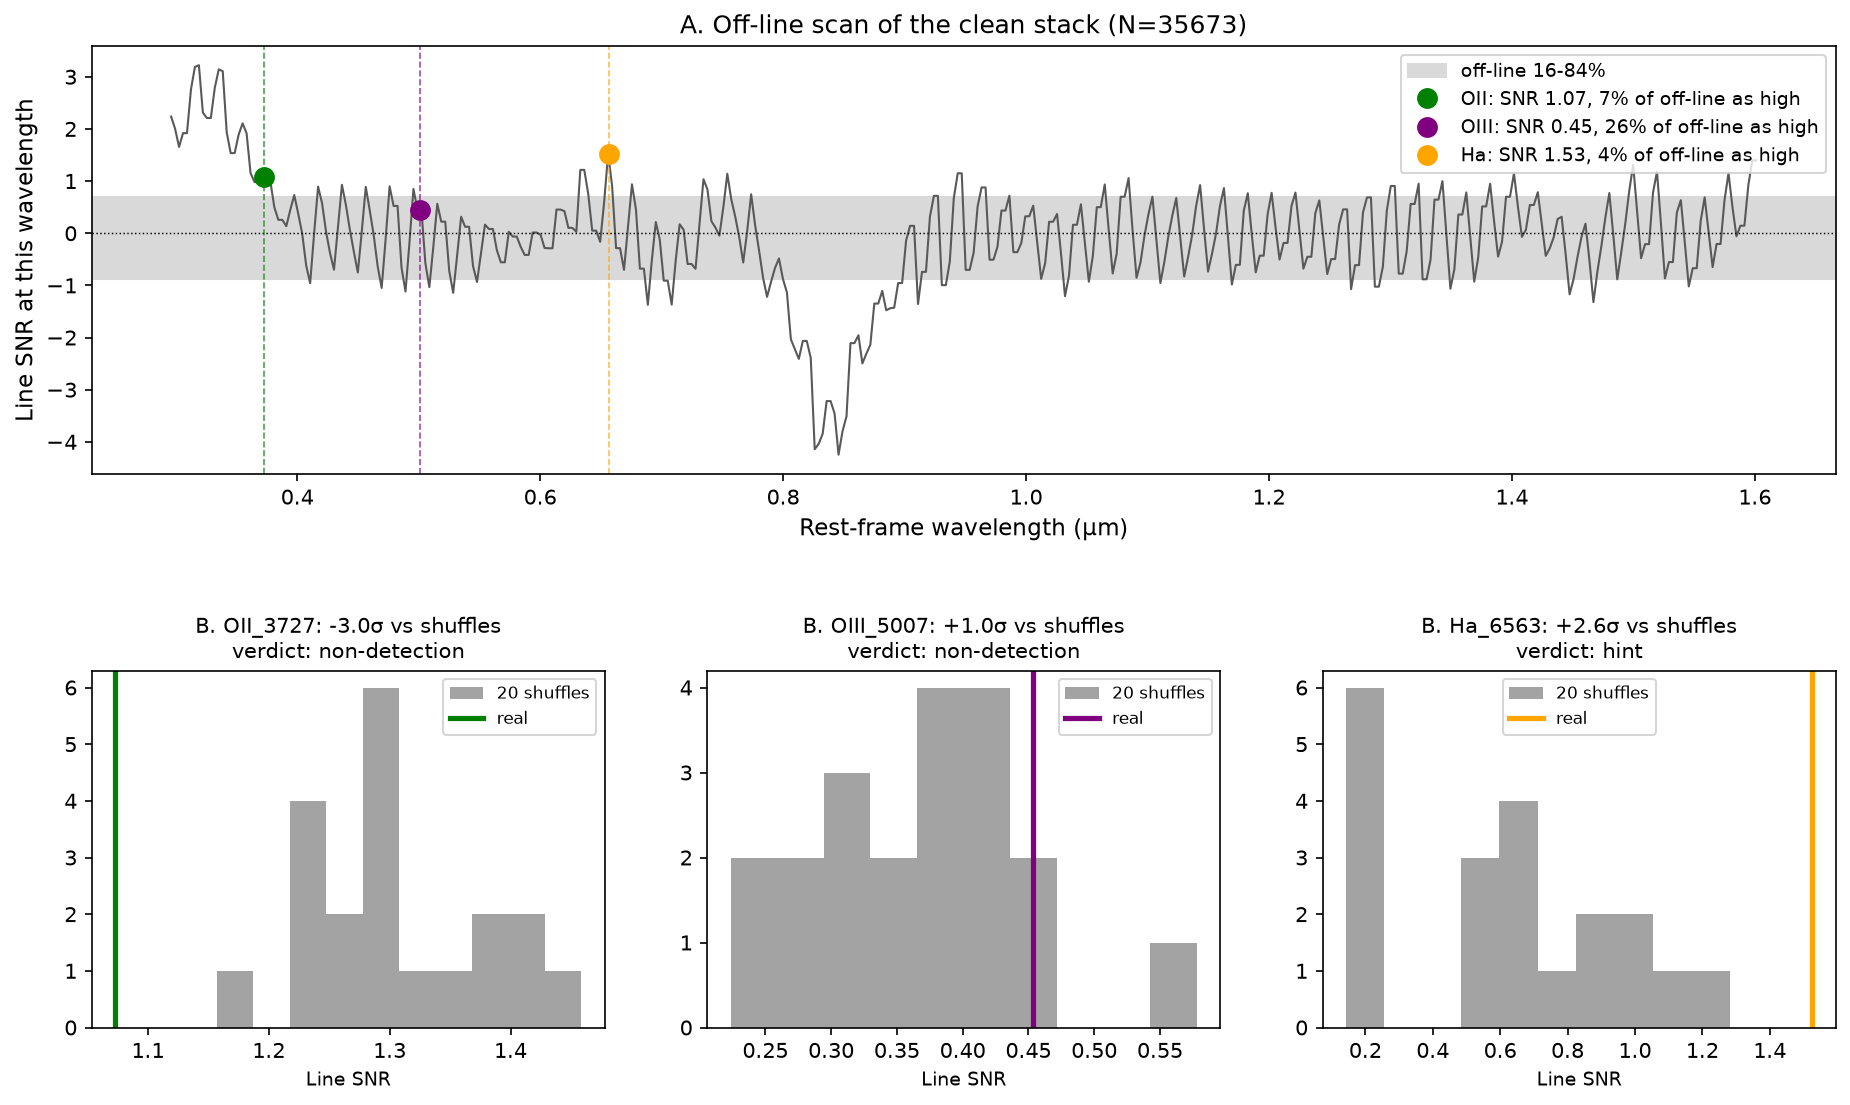 A. Off-line scan of the clean stack (N=35673)
Line SNR at this wavelength
3
2
1
0
−1
−2
−3
−4
off-line 16-84%
OII: SNR 1.07, 7% of off-line as high
OIII: SNR 0.45, 26% of off-line as high
Ha: SNR 1.53, 4% of off-line as high
0.4 0.6 0.8 1.0 1.2 1.4 1.6
Rest-frame wavelength (μm)
B. OII_3727: -3.0σ vs shuffles
verdict: non-detection
6
5
4
3
2
1
0
20 shuffles
real
1.1 1.2 1.3 1.4
Line SNR
B. OIII_5007: +1.0σ vs shuffles
verdict: non-detection
4
3
2
1
0
20 shuffles
real
0.25 0.30 0.35 0.40 0.45 0.50 0.55
Line SNR
B. Ha_6563: +2.6σ vs shuffles
verdict: hint
6
5
4
3
2
1
0
20 shuffles
real
0.2 0.4 0.6 0.8 1.0 1.2 1.4
Line SNR